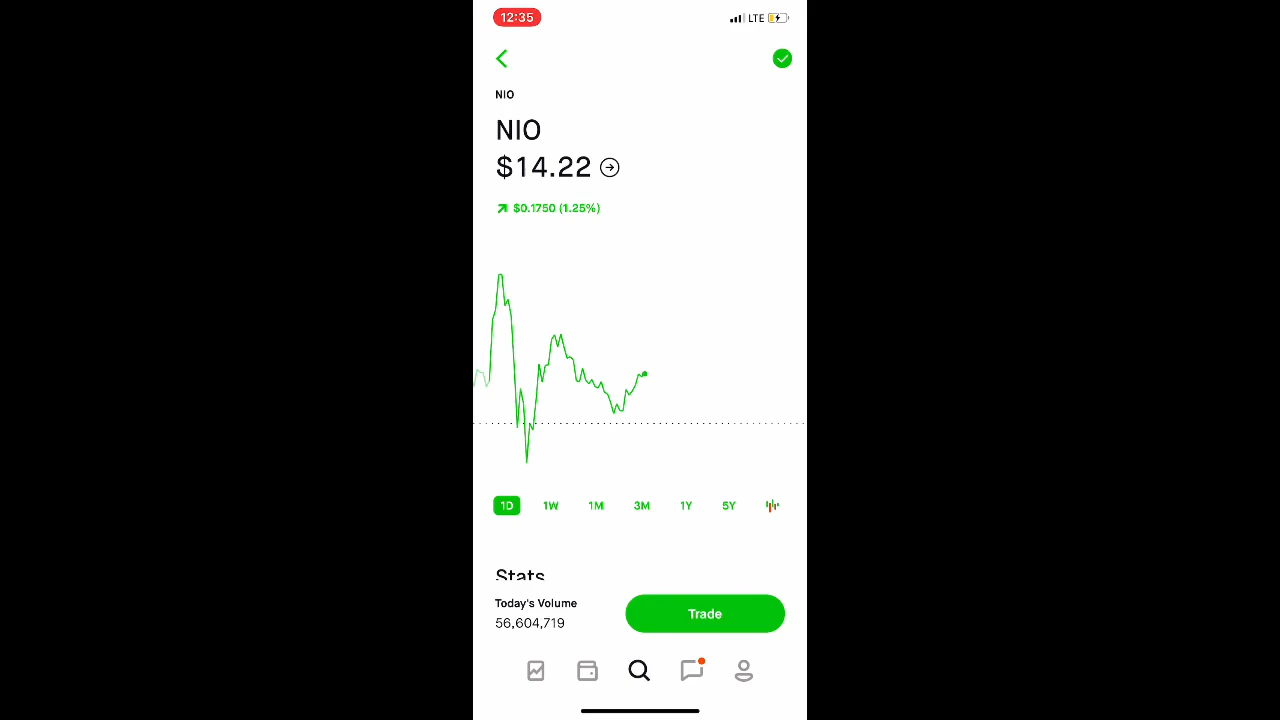 12:35
LTE
NIO
NIO
$14.22
$0.1750 (1.25%)
1D 1W 1M 3M 1Y 5Y
Stats
Today's Volume
56,604,719
Trade